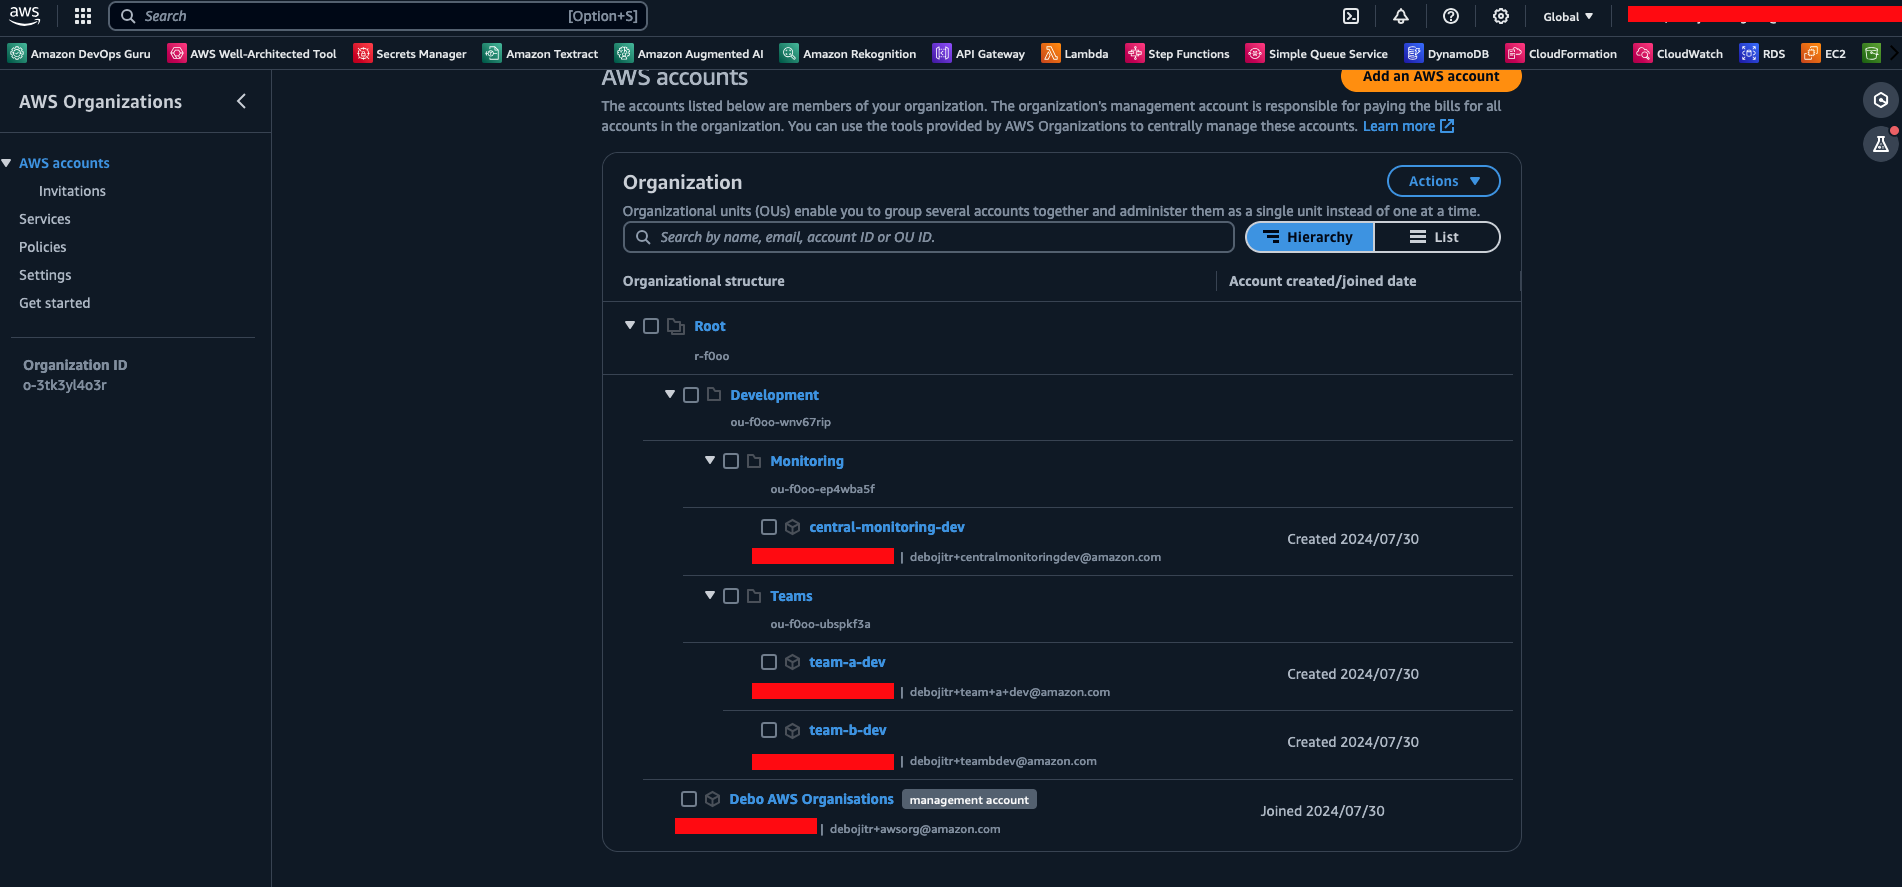 aws
Search
[Option+S]
Global
Amazon DevOps Guru
AWS Well-Architected Tool
Secrets Manager
Amazon Textract
Amazon Augmented AI
Amazon Rekognition
API Gateway
Lambda
Step Functions
Simple Queue Service
DynamoDB
CloudFormation
CloudWatch
RDS
EC2
AWS Organizations
AWS accounts
Invitations
Services
Policies
Settings
Get started
Organization ID
o-3tk3yl4o3r
AWS accounts
Add an AWS account
The accounts listed below are members of your organization. The organization's management account is responsible for paying the bills for all
accounts in the organization. You can use the tools provided by AWS Organizations to centrally manage these accounts. Learn more
Organization
Actions
Organizational units (OUs) enable you to group several accounts together and administer them as a single unit instead of one at a time.
Search by name, email, account ID or OU ID.
Hierarchy
List
Organizational structure
Account created/joined date
Root
r-f0oo
Development
ou-f0oo-wnv67rip
Monitoring
ou-f0oo-ep4wba5f
central-monitoring-dev
Created 2024/07/30
| debojitr+centralmonitoringdev@amazon.com
Teams
ou-f0oo-ubspkf3a
team-a-dev
Created 2024/07/30
| debojitr+team+a+dev@amazon.com
team-b-dev
Created 2024/07/30
| debojitr+teambdev@amazon.com
Debo AWS Organisations management account
Joined 2024/07/30
| debojitr+awsorg@amazon.com